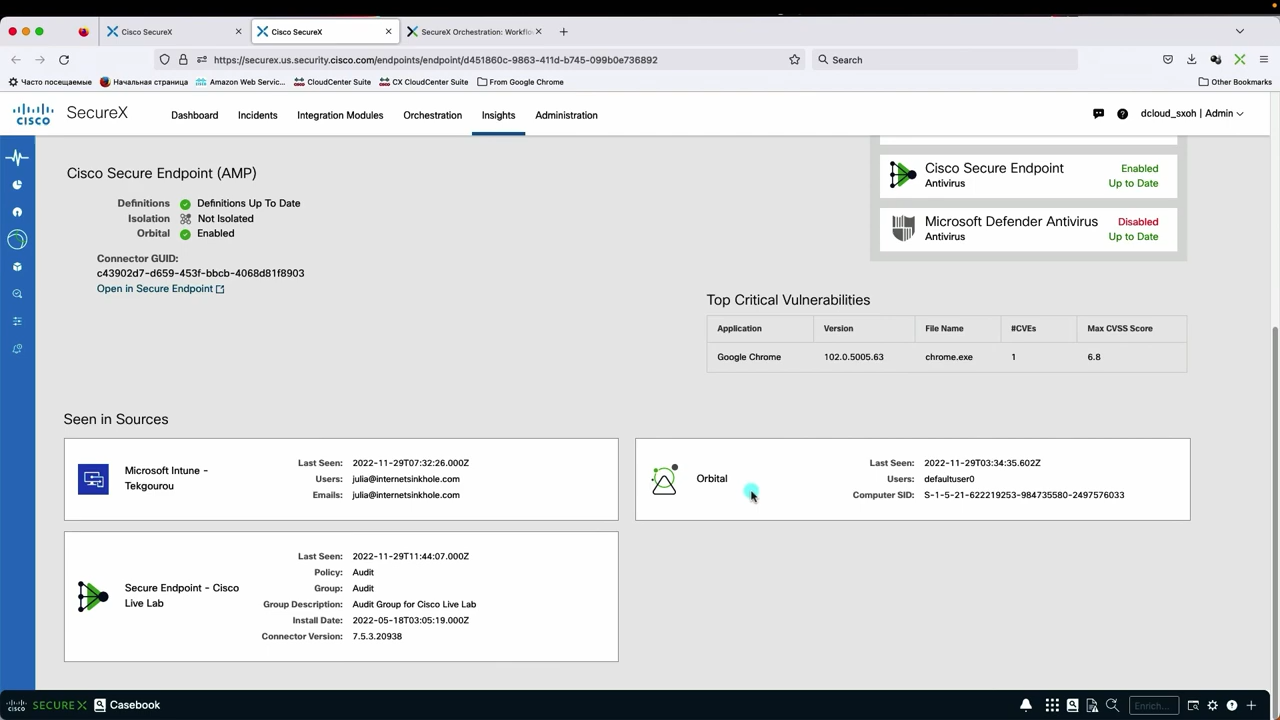 Cisco SecureX
Cisco SecureX
SecureX Orchestration: Workflo
https://securex.us.security.cisco.com/endpoints/endpoint/d451860c-9863-411d-b745-099b0e736892
Search
Часто посещаемые
Начальная страница
Amazon Web Servic...
CloudCenter Suite
CX CloudCenter Suite
From Google Chrome
Other Bookmarks
CISCO
SecureX
Dashboard
Incidents
Integration Modules
Orchestration
Insights
Administration
dcloud_sxoh | Admin
Cisco Secure Endpoint (AMP)
Definitions Definitions Up To Date
Isolation Not Isolated
Orbital Enabled
Connector GUID:
c43902d7-d659-453f-bbcb-4068d81f8903
Open in Secure Endpoint
Cisco Secure Endpoint Enabled
Antivirus Up to Date
Microsoft Defender Antivirus Disabled
Antivirus Up to Date
Top Critical Vulnerabilities
Application Version File Name #CVEs Max CVSS Score
Google Chrome 102.0.5005.63 chrome.exe 1 6.8
Seen in Sources
Microsoft Intune -
Tekgourou
Last Seen: 2022-11-29T07:32:26.000Z
Users: julia@internetsinkhole.com
Emails: julia@internetsinkhole.com
Orbital
Last Seen: 2022-11-29T03:34:35.602Z
Users: defaultuser0
Computer SID: S-1-5-21-622219253-984735580-2497576033
Secure Endpoint - Cisco
Live Lab
Last Seen: 2022-11-29T11:44:07.000Z
Policy: Audit
Group: Audit
Group Description: Audit Group for Cisco Live Lab
Install Date: 2022-05-18T03:05:19.000Z
Connector Version: 7.5.3.20938
CISCO SECUREX Casebook
Enrich...